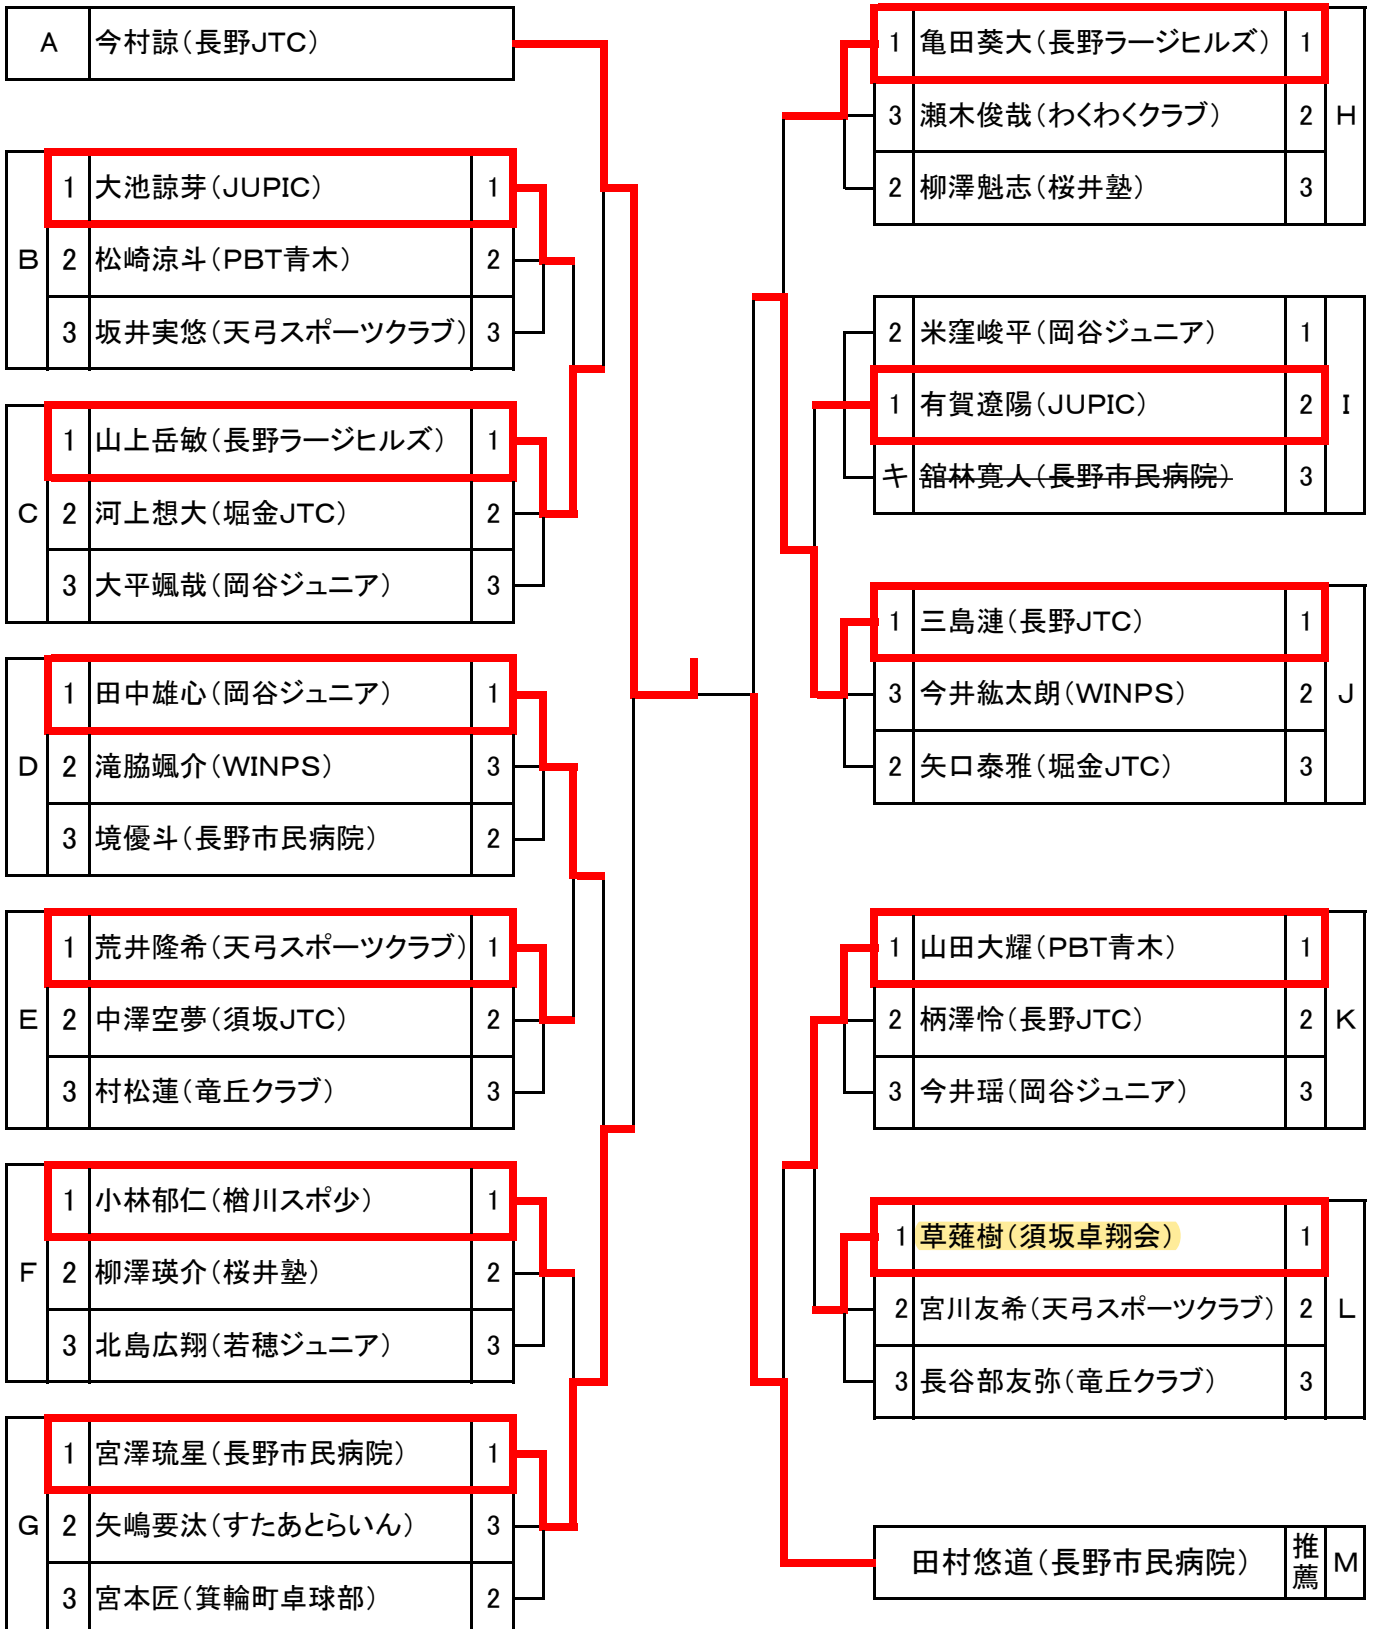 A 今村諒(長野JTC)
B
1 大池諒芽(JUPIC) 1
2 松崎涼斗(PBT青木) 2
3 坂井実悠(天弓スポーツクラブ) 3
C
1 山上岳敏(長野ラージヒルズ) 1
2 河上想大(堀金JTC) 2
3 大平颯哉(岡谷ジュニア) 3
D
1 田中雄心(岡谷ジュニア) 1
2 滝脇颯介(WINPS) 3
3 境優斗(長野市民病院) 2
E
1 荒井隆希(天弓スポーツクラブ) 1
2 中澤空夢(須坂JTC) 2
3 村松蓮(竜丘クラブ) 3
F
1 小林郁仁(楢川スポ少) 1
2 柳澤瑛介(桜井塾) 2
3 北島広翔(若穂ジュニア) 3
G
1 宮澤琉星(長野市民病院) 1
2 矢嶋要汰(すたあとらいん) 3
3 宮本匠(箕輪町卓球部) 2
1 亀田葵大(長野ラージヒルズ) 1
3 瀬木俊哉(わくわくクラブ) 2
2 柳澤魁志(桜井塾) 3
H
2 米窪峻平(岡谷ジュニア) 1
1 有賀遼陽(JUPIC) 2
キ 舘林寛人(長野市民病院) 3
I
1 三島漣(長野JTC) 1
3 今井紘太朗(WINPS) 2
2 矢口泰雅(堀金JTC) 3
J
1 山田大耀(PBT青木) 1
2 柄澤怜(長野JTC) 2
3 今井瑶(岡谷ジュニア) 3
K
1 草薙樹(須坂卓翔会) 1
2 宮川友希(天弓スポーツクラブ) 2
3 長谷部友弥(竜丘クラブ) 3
L
田村悠道(長野市民病院) 推薦 M